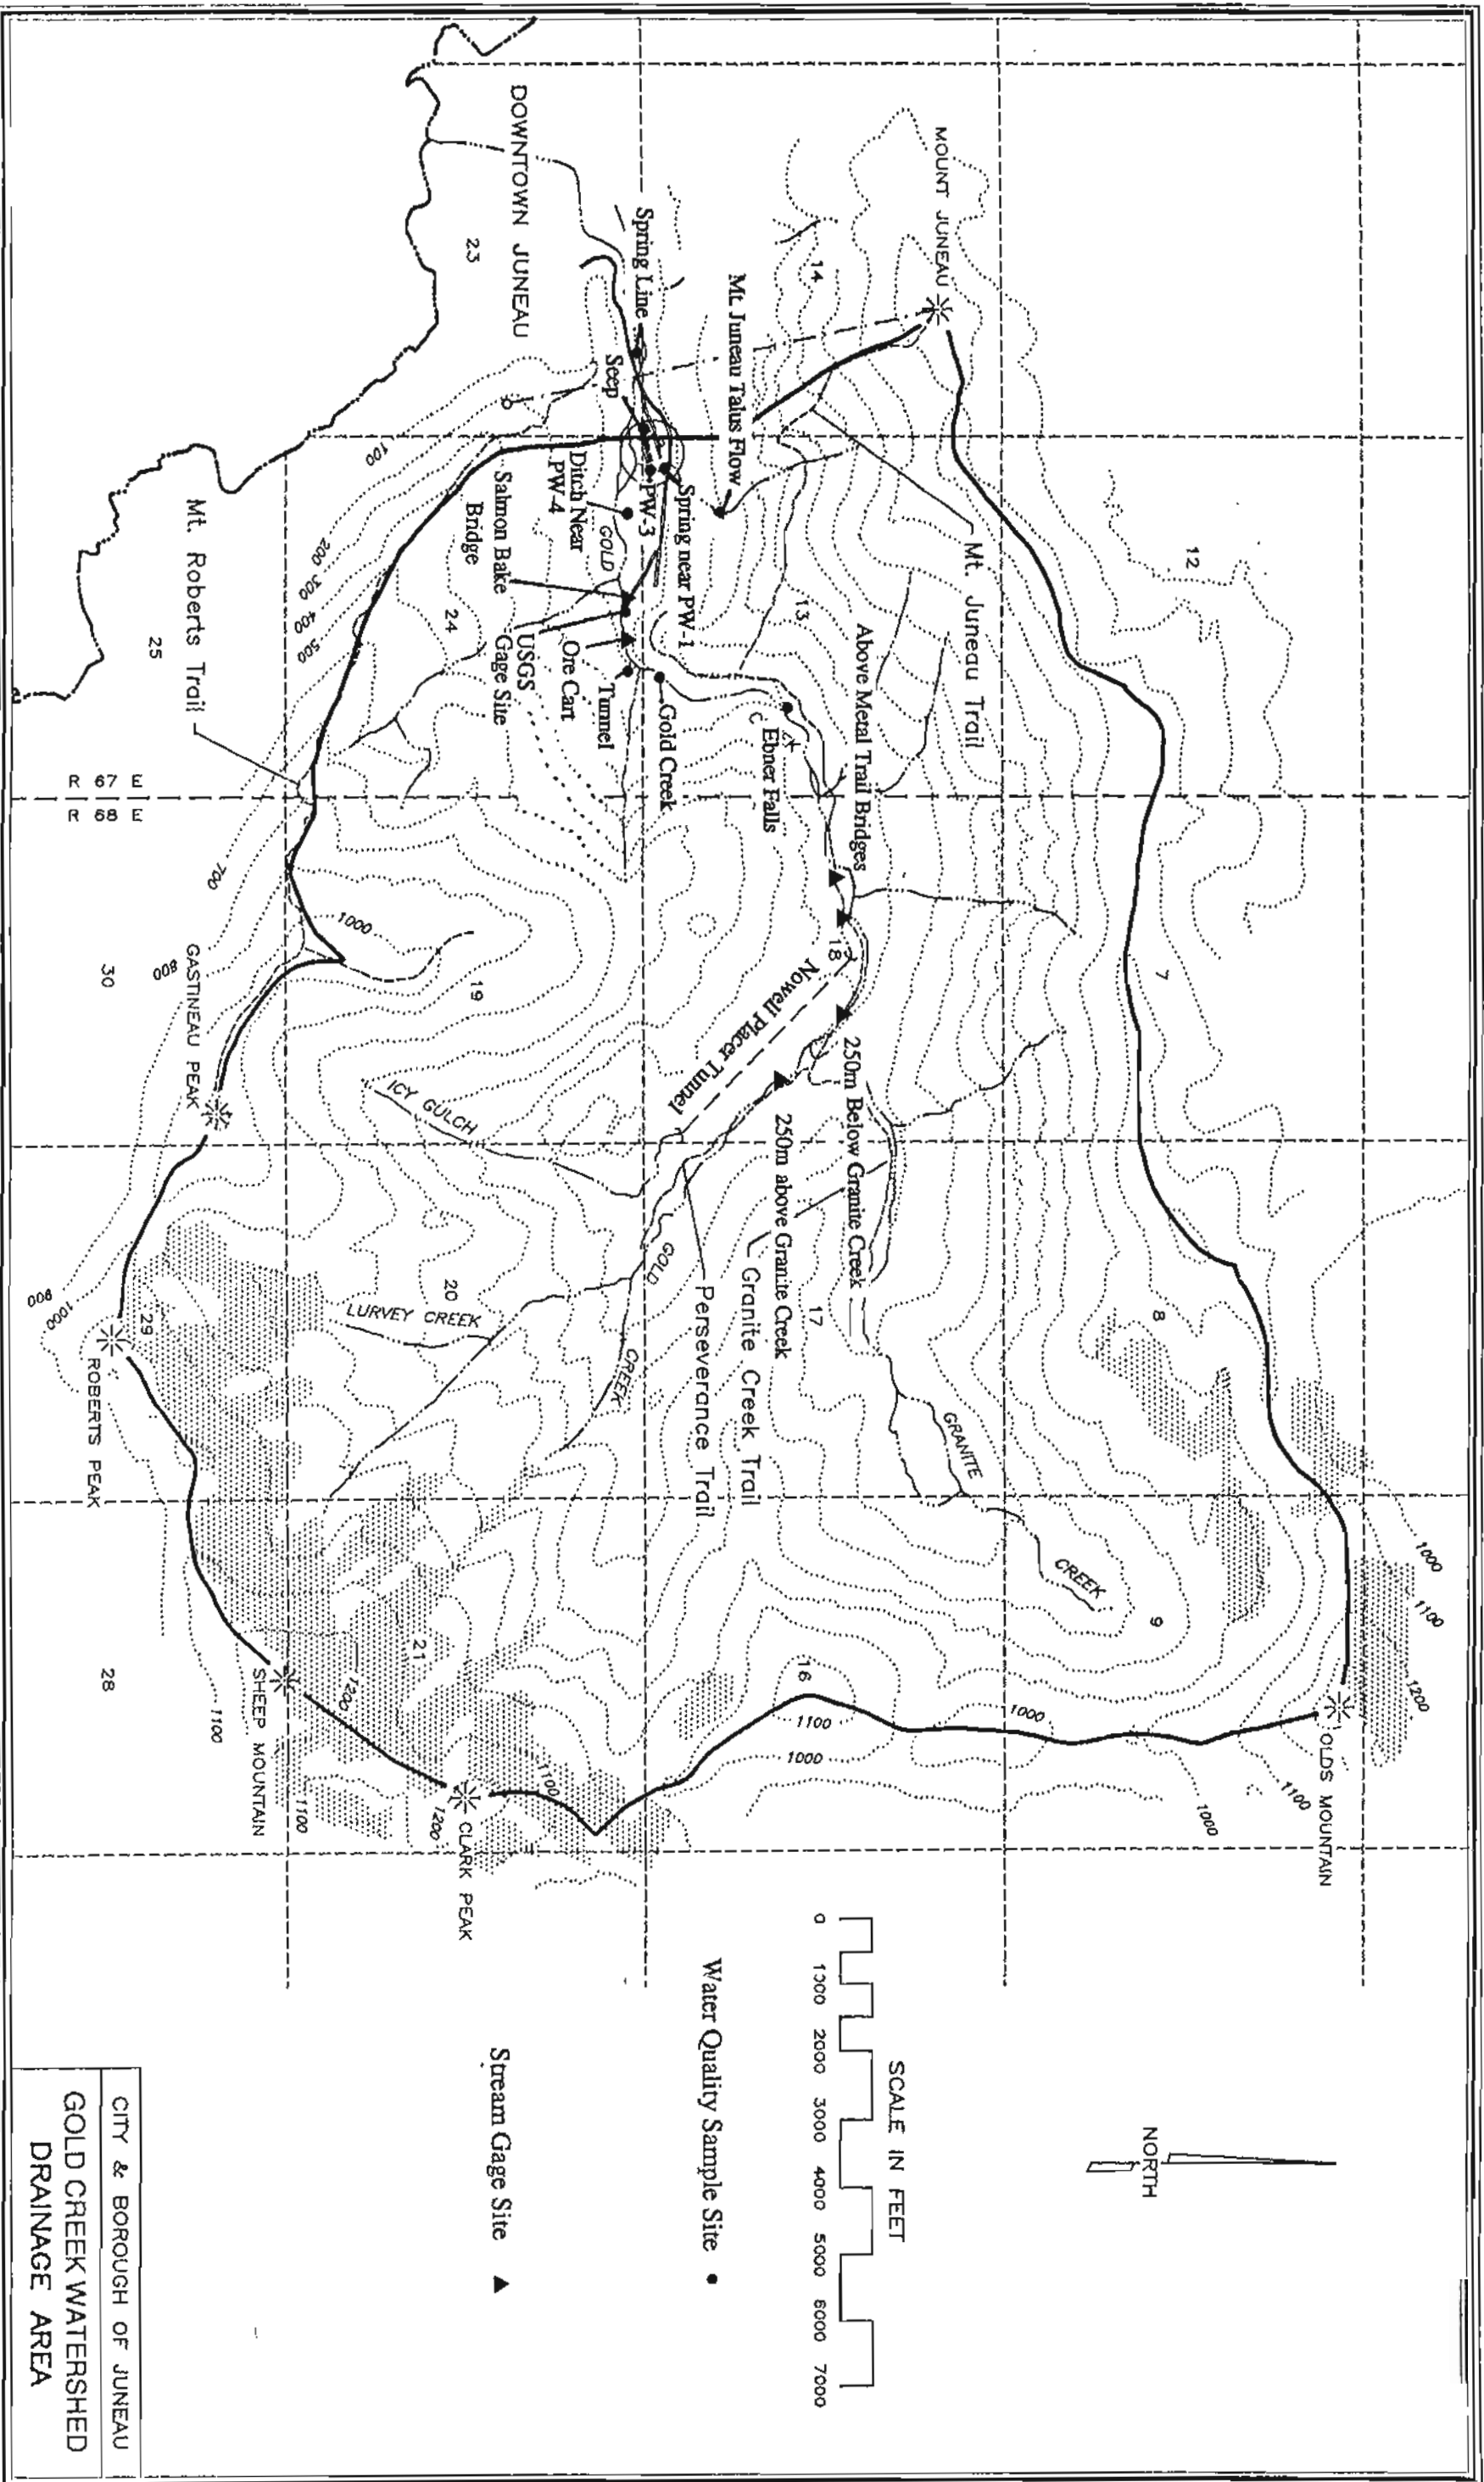 MOUNT JUNEAU
DOWNTOWN JUNEAU
23
14
Spring Line
Mt. Juneau Talus Flow
Seep
12
100
Mt. Juneau Trail
Spring near PW-1
PW-3
Ditch Near
PW-4
GOLD
Salmon Bake
Bridge
13
Above Metal Trail Bridges
Mt. Roberts Trail
200
300
400
500
24
25
USGS
Gage Site
Ore Cart
Tunnel
Gold Creek
Ebner Falls
R 67 E
R 68 E
700
800
1000
18
7
Nowell Placer Tunnel
30
GASTINEAU PEAK
19
ICY GULCH
250m Below Granite Creek
250m above Granite Creek
17
8
GOLD
CREEK
Perseverance Trail
Granite Creek Trail
20
LURVEY CREEK
29
800
1000
ROBERTS PEAK
GRANITE
CREEK
9
1000
1100
1200
28
21
1200
16
1100
1000
1000
SHEEP MOUNTAIN
1100
1100
1200
CLARK PEAK
1100
OLDS MOUNTAIN
1100
1000
NORTH
SCALE IN FEET
0 1000 2000 3000 4000 5000 6000 7000
Water Quality Sample Site
Stream Gage Site
CITY & BOROUGH OF JUNEAU
GOLD CREEK WATERSHED
DRAINAGE AREA